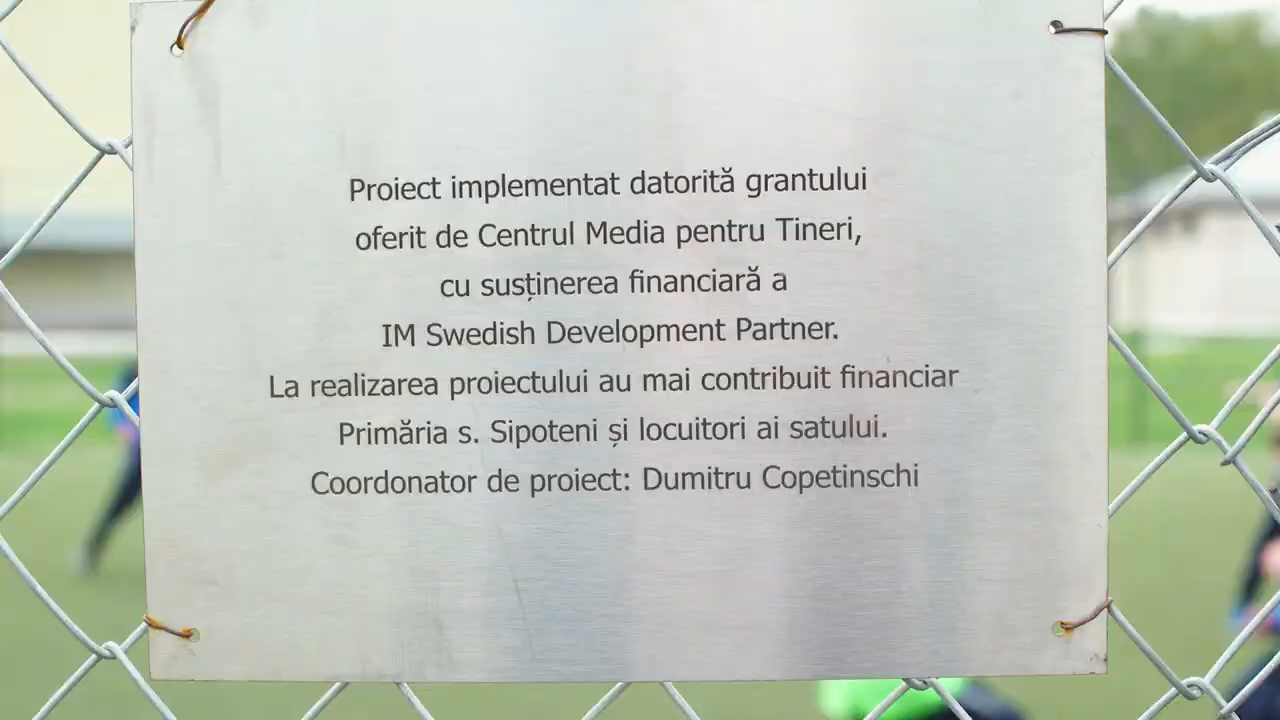 Proiect implementat datorită grantului
oferit de Centrul Media pentru Tineri,
cu susținerea financiară a
IM Swedish Development Partner.
La realizarea proiectului au mai contribuit financiar
Primăria s. Sipoteni și locuitori ai satului.
Coordonator de proiect: Dumitru Copetinschi